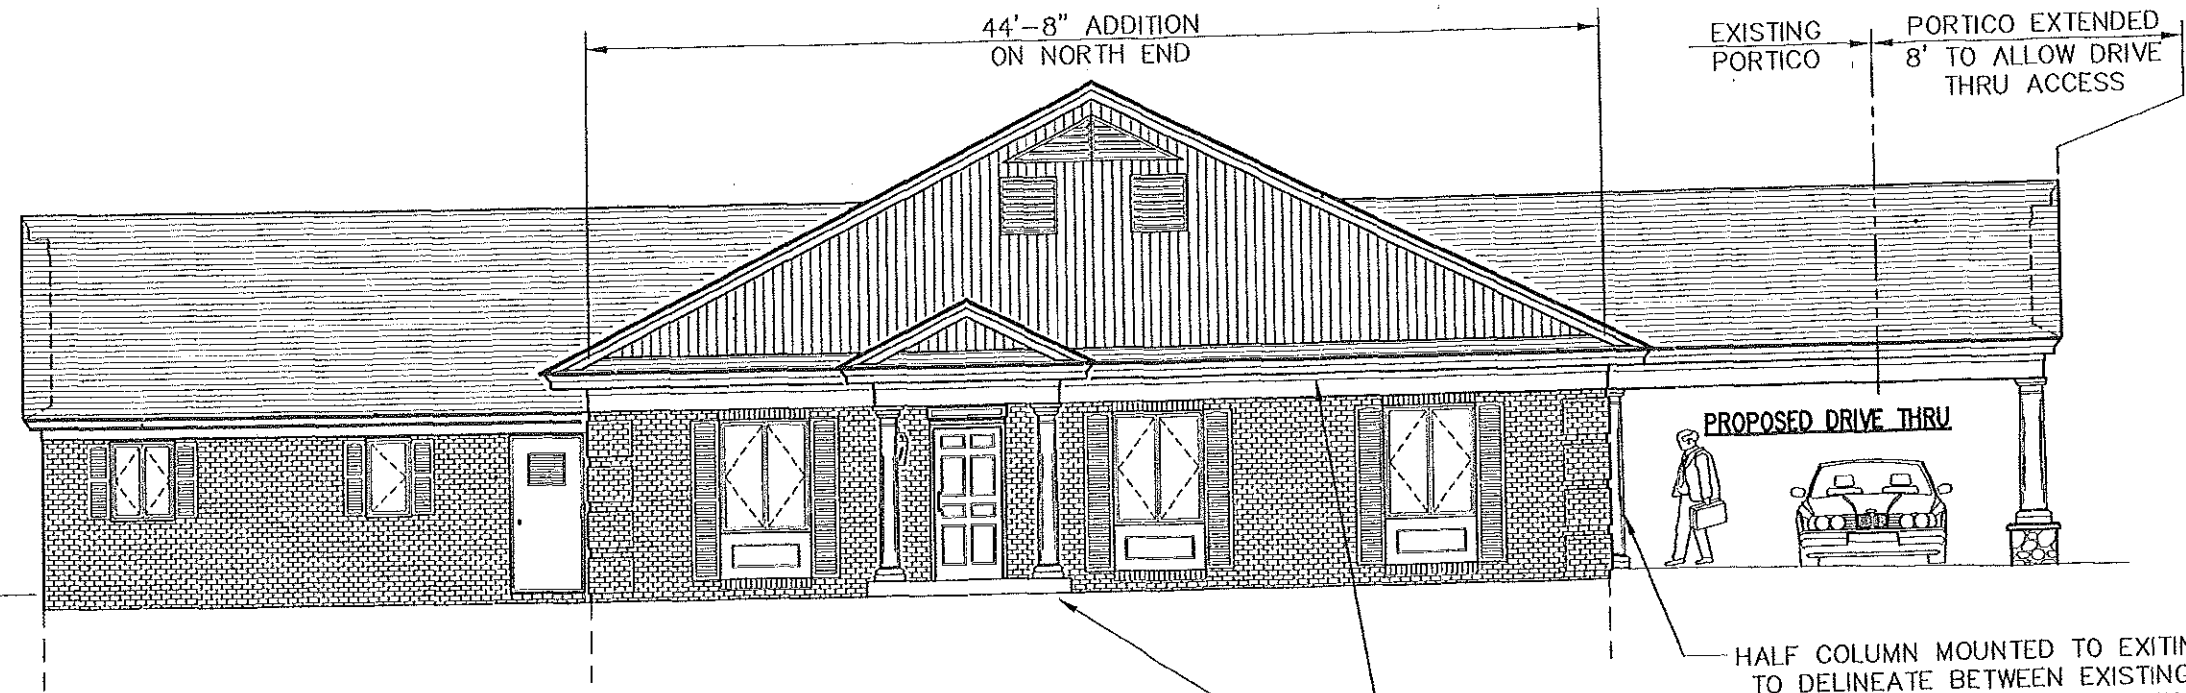 44'-8" ADDITION
ON NORTH END
EXISTING
PORTICO
PORTICO EXTENDED
8' TO ALLOW DRIVE
THRU ACCESS
PROPOSED DRIVE THRU
HALF COLUMN MOUNTED TO EXITIN
TO DELINEATE BETWEEN EXISTING